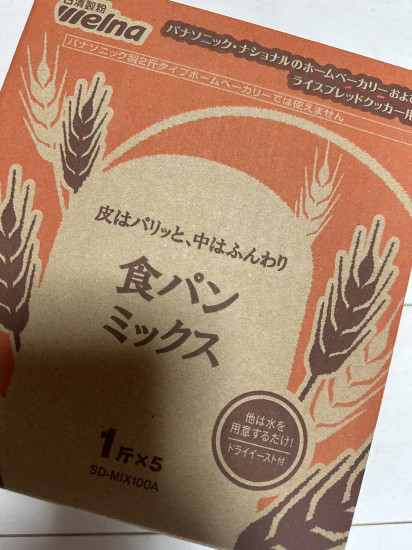 日清製粉
Welna
パナソニック・ナショナルのホームベーカリーおよび
ライスブレッドクッカー用
パナソニック製2斤タイプホームベーカリーでは使えません
皮はパリッと、中はふんわり
食パン
ミックス
他は水を
用意するだけ!
ドライイースト付
1斤×5
SD-MIX100A